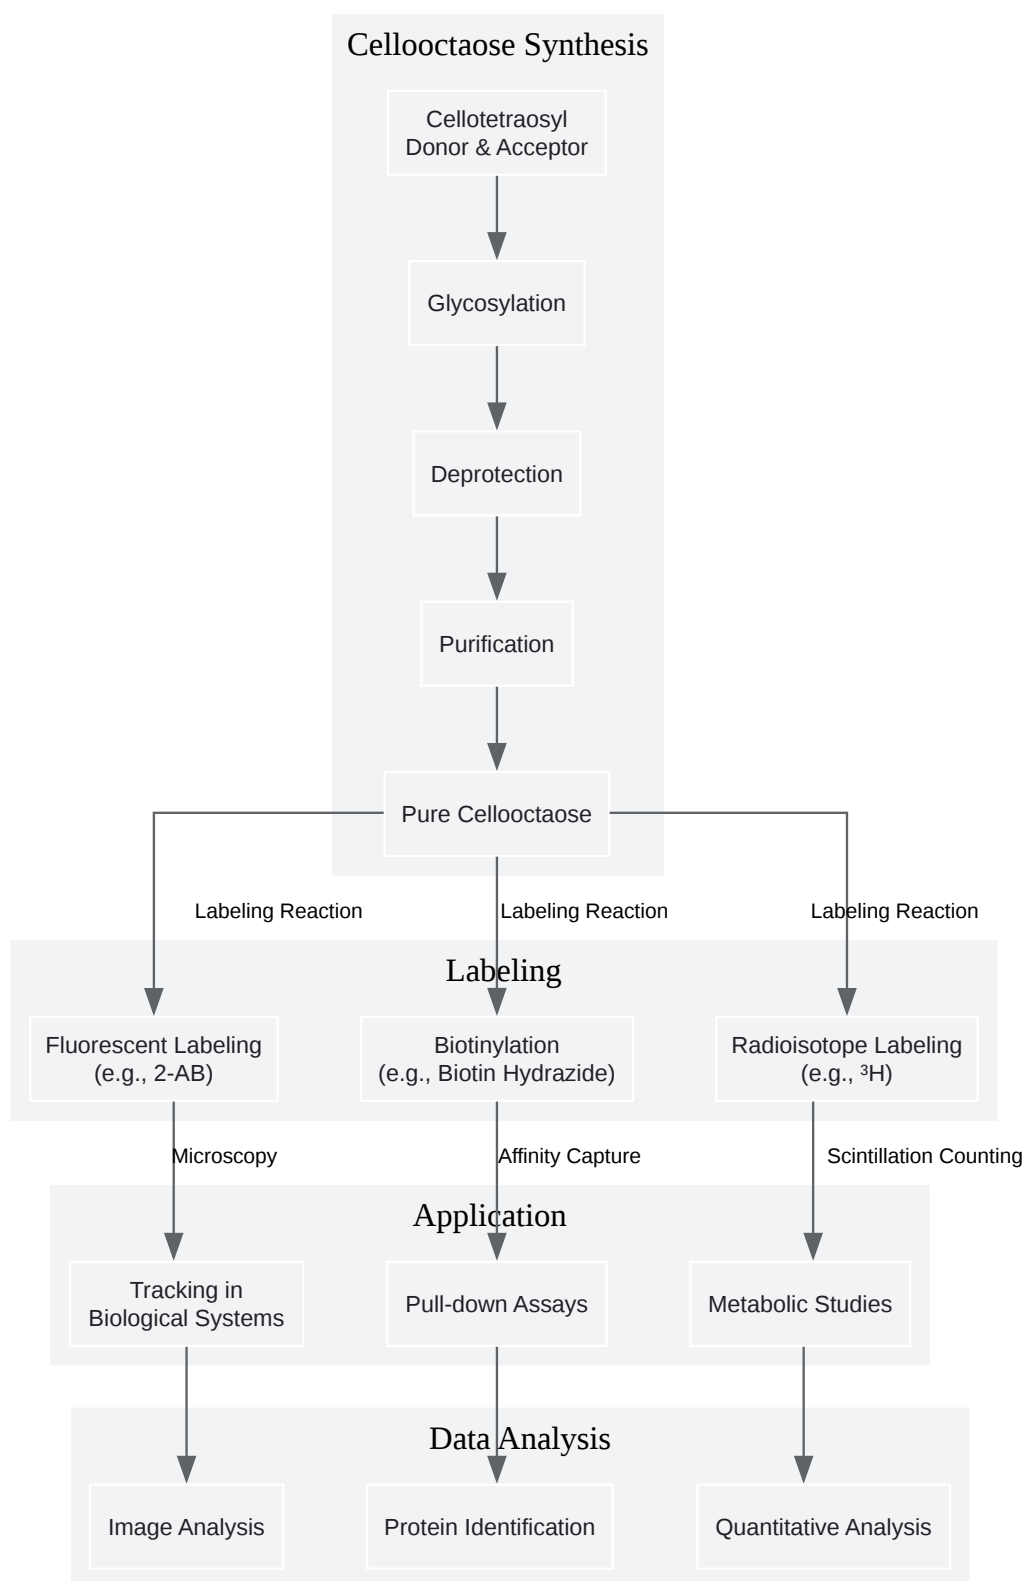 Cellooctaose Synthesis
Cellotetraosyl
Donor & Acceptor
Glycosylation
Deprotection
Purification
Pure Cellooctaose
Labeling Reaction
Labeling Reaction
Labeling Reaction
Labeling
Fluorescent Labeling
(e.g., 2-AB)
Biotinylation
(e.g., Biotin Hydrazide)
Radioisotope Labeling
(e.g., ³H)
Microscopy
Affinity Capture
Scintillation Counting
Application
Tracking in
Biological Systems
Pull-down Assays
Metabolic Studies
Data Analysis
Image Analysis
Protein Identification
Quantitative Analysis